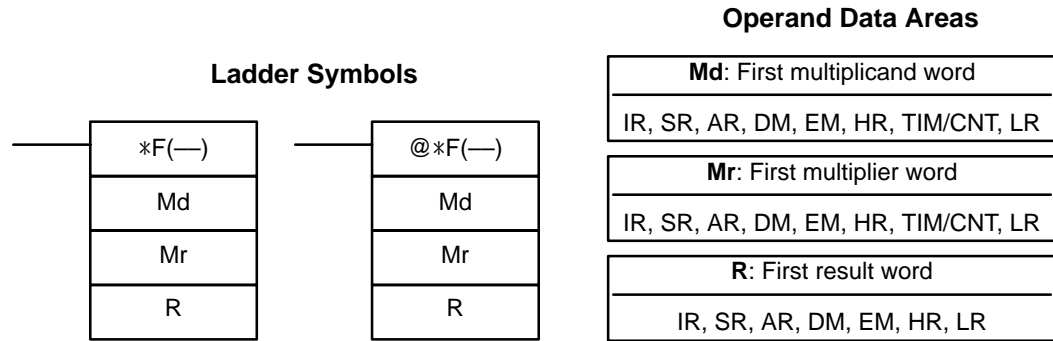 Operand Data Areas
Ladder Symbols
*F(—)
Md
Mr
R
@*F(—)
Md
Mr
R
Md: First multiplicand word
IR, SR, AR, DM, EM, HR, TIM/CNT, LR
Mr: First multiplier word
IR, SR, AR, DM, EM, HR, TIM/CNT, LR
R: First result word
IR, SR, AR, DM, EM, HR, LR